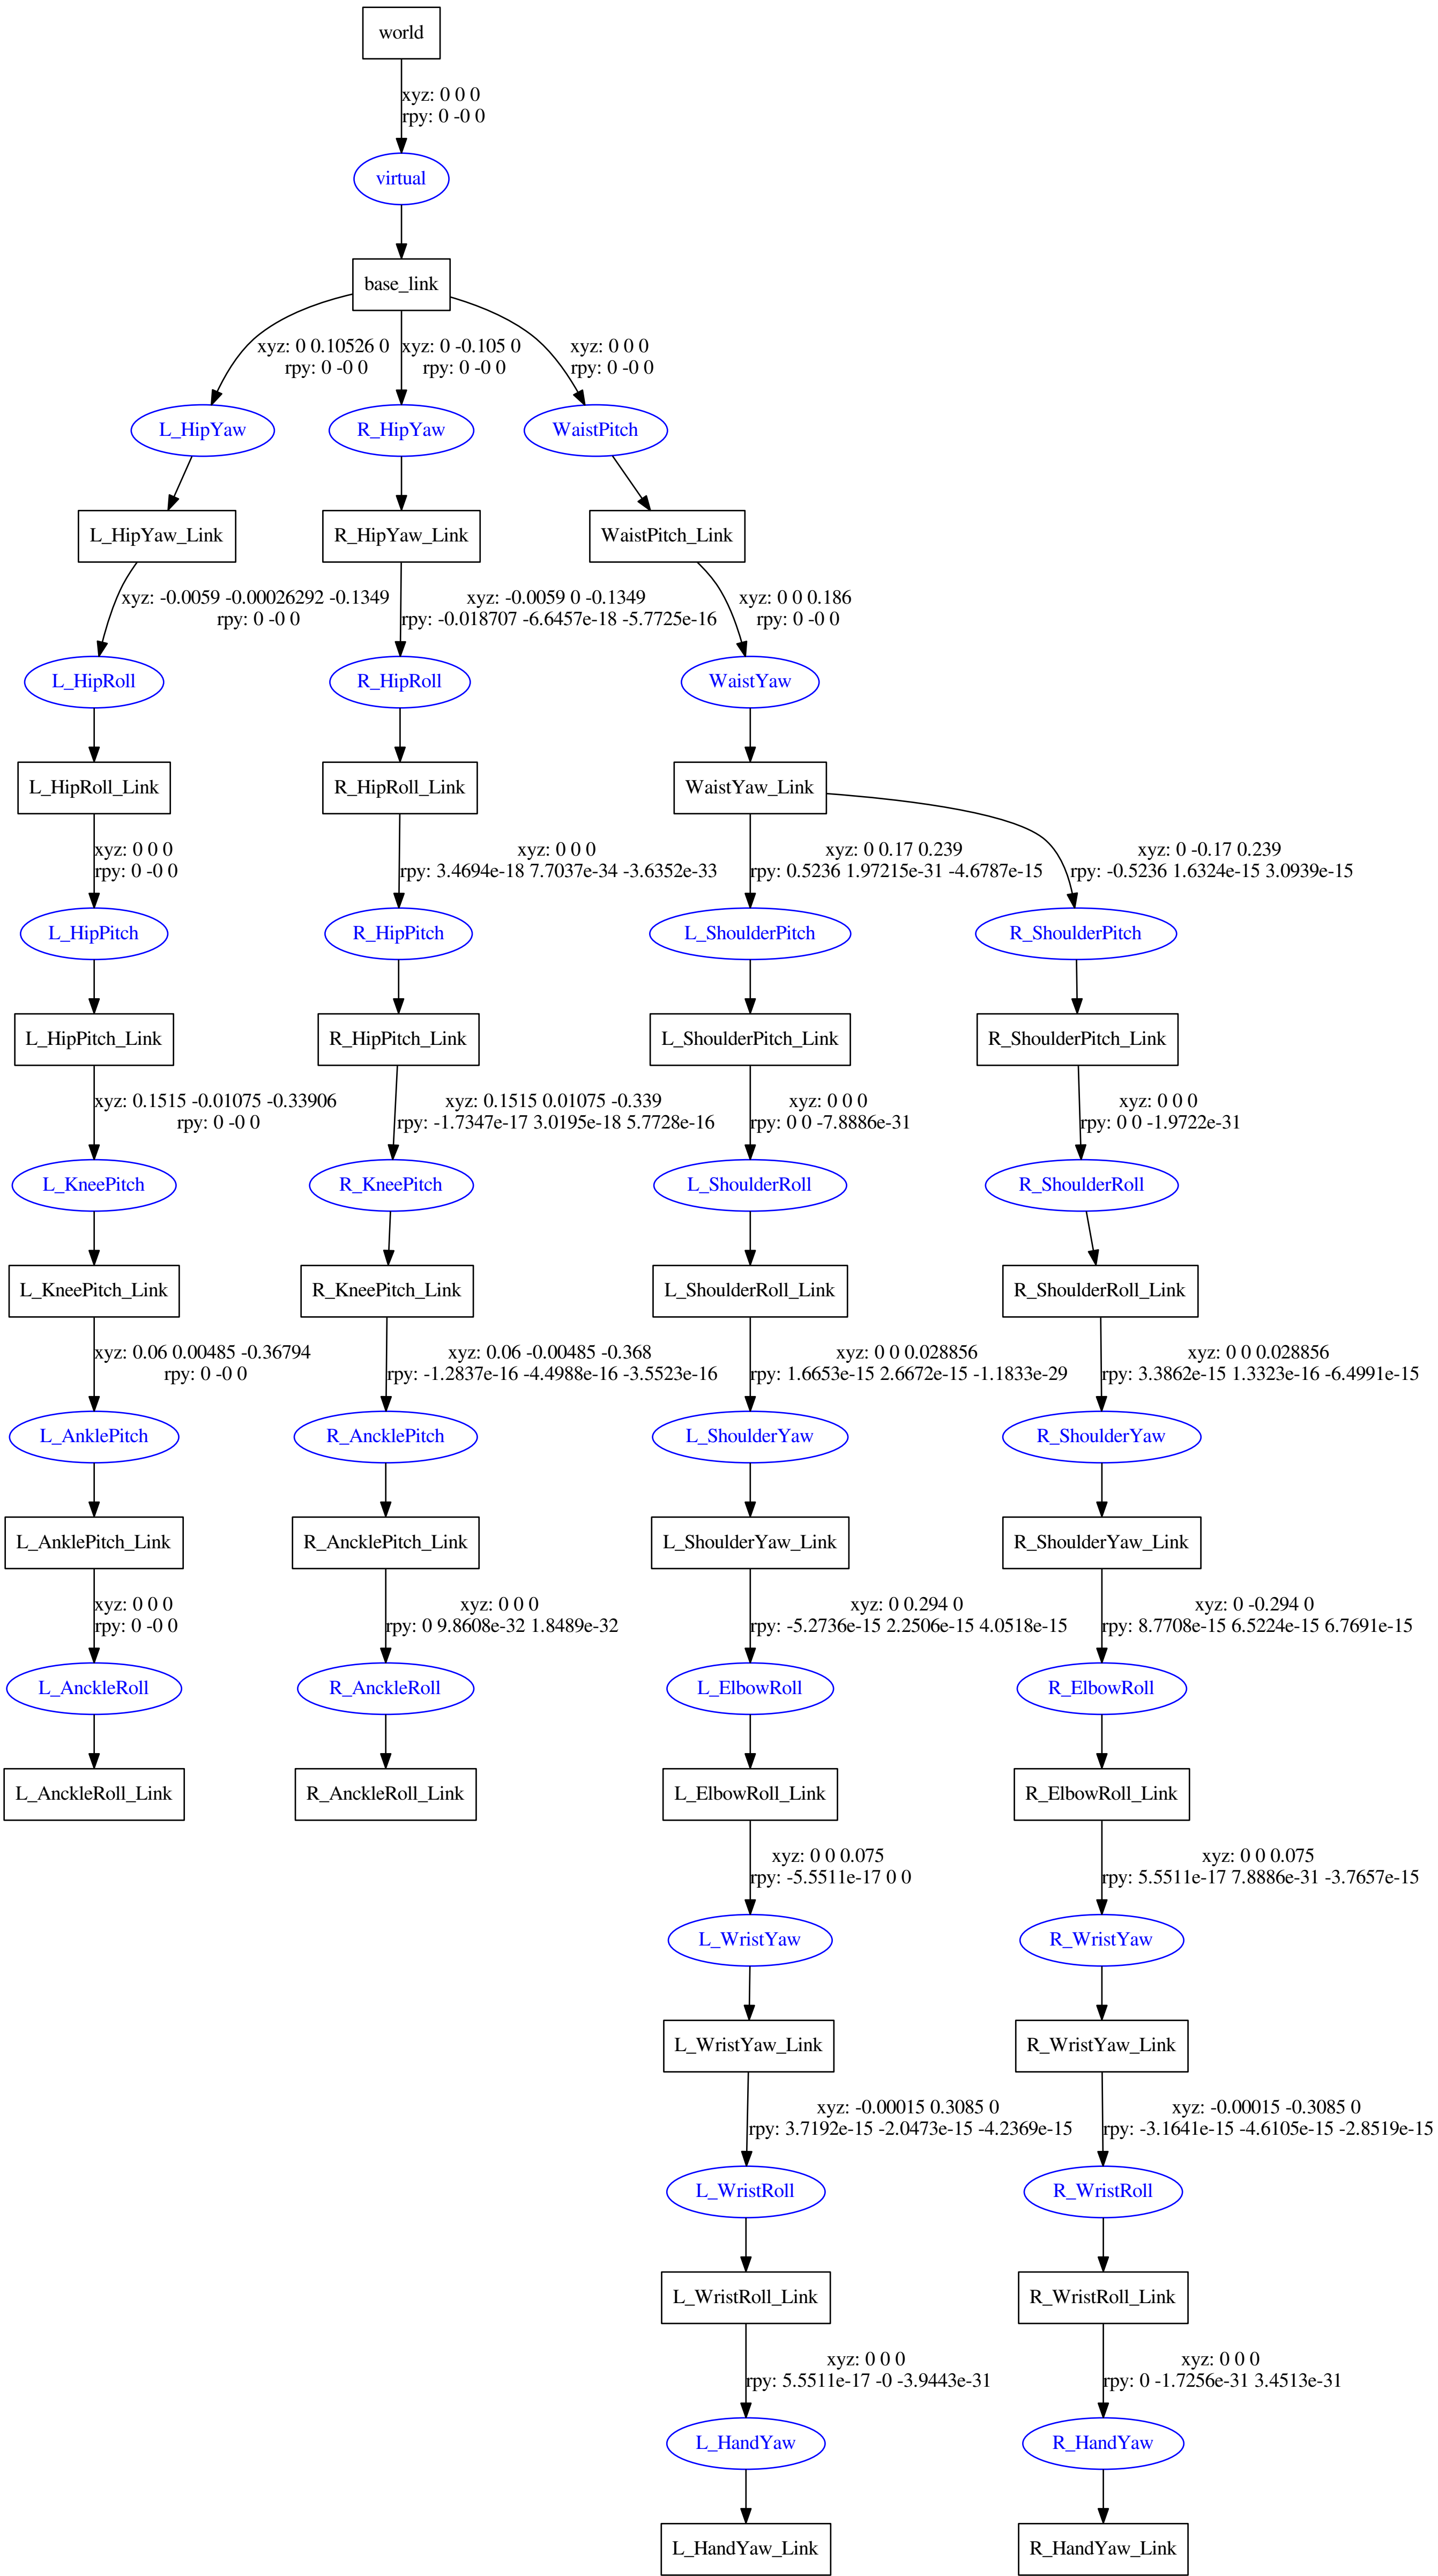 world
xyz: 0 0 0
rpy: 0 -0 0
virtual
base_link
xyz: 0 0.10526 0
rpy: 0 -0 0
xyz: 0 -0.105 0
rpy: 0 -0 0
xyz: 0 0 0
rpy: 0 -0 0
L_HipYaw
R_HipYaw
WaistPitch
L_HipYaw_Link
R_HipYaw_Link
WaistPitch_Link
xyz: -0.0059 -0.00026292 -0.1349
rpy: 0 -0 0
xyz: -0.0059 0 -0.1349
rpy: -0.018707 -6.6457e-18 -5.7725e-16
xyz: 0 0 0.186
rpy: 0 -0 0
L_HipRoll
R_HipRoll
WaistYaw
L_HipRoll_Link
R_HipRoll_Link
WaistYaw_Link
xyz: 0 0 0
rpy: 0 -0 0
xyz: 0 0 0
rpy: 3.4694e-18 7.7037e-34 -3.6352e-33
xyz: 0 0.17 0.239
rpy: 0.5236 1.97215e-31 -4.6787e-15
xyz: 0 -0.17 0.239
rpy: -0.5236 1.6324e-15 3.0939e-15
L_HipPitch
R_HipPitch
L_ShoulderPitch
R_ShoulderPitch
L_HipPitch_Link
R_HipPitch_Link
L_ShoulderPitch_Link
R_ShoulderPitch_Link
xyz: 0.1515 -0.01075 -0.33906
rpy: 0 -0 0
xyz: 0.1515 0.01075 -0.339
rpy: -1.7347e-17 3.0195e-18 5.7728e-16
xyz: 0 0 0
rpy: 0 0 -7.8886e-31
xyz: 0 0 0
rpy: 0 0 -1.9722e-31
L_KneePitch
R_KneePitch
L_ShoulderRoll
R_ShoulderRoll
L_KneePitch_Link
R_KneePitch_Link
L_ShoulderRoll_Link
R_ShoulderRoll_Link
xyz: 0.06 0.00485 -0.36794
rpy: 0 -0 0
xyz: 0.06 -0.00485 -0.368
rpy: -1.2837e-16 -4.4988e-16 -3.5523e-16
xyz: 0 0 0.028856
rpy: 1.6653e-15 2.6672e-15 -1.1833e-29
xyz: 0 0 0.028856
rpy: 3.3862e-15 1.3323e-16 -6.4991e-15
L_AnklePitch
R_AncklePitch
L_ShoulderYaw
R_ShoulderYaw
L_AnklePitch_Link
R_AncklePitch_Link
L_ShoulderYaw_Link
R_ShoulderYaw_Link
xyz: 0 0 0
rpy: 0 -0 0
xyz: 0 0 0
rpy: 0 9.8608e-32 1.8489e-32
xyz: 0 0.294 0
rpy: -5.2736e-15 2.2506e-15 4.0518e-15
xyz: 0 -0.294 0
rpy: 8.7708e-15 6.5224e-15 6.7691e-15
L_AnckleRoll
R_AnckleRoll
L_ElbowRoll
R_ElbowRoll
L_AnckleRoll_Link
R_AnckleRoll_Link
L_ElbowRoll_Link
R_ElbowRoll_Link
xyz: 0 0 0.075
rpy: -5.5511e-17 0 0
xyz: 0 0 0.075
rpy: 5.5511e-17 7.8886e-31 -3.7657e-15
L_WristYaw
R_WristYaw
L_WristYaw_Link
R_WristYaw_Link
xyz: -0.00015 0.3085 0
rpy: 3.7192e-15 -2.0473e-15 -4.2369e-15
xyz: -0.00015 -0.3085 0
rpy: -3.1641e-15 -4.6105e-15 -2.8519e-15
L_WristRoll
R_WristRoll
L_WristRoll_Link
R_WristRoll_Link
xyz: 0 0 0
rpy: 5.5511e-17 -0 -3.9443e-31
xyz: 0 0 0
rpy: 0 -1.7256e-31 3.4513e-31
L_HandYaw
R_HandYaw
L_HandYaw_Link
R_HandYaw_Link